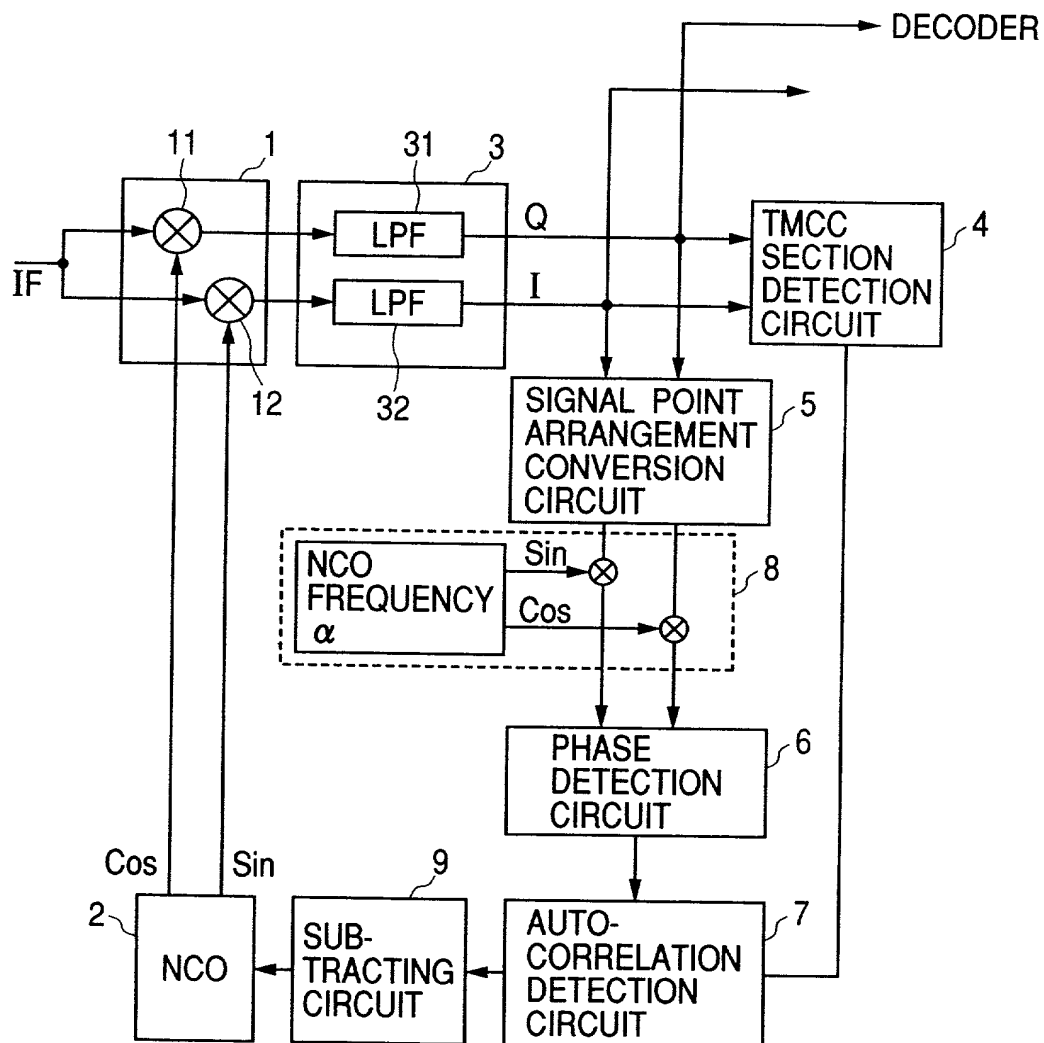 DECODER
11
1
31
3
IF
LPF
Q
LPF
I
TMCC
SECTION
DETECTION
CIRCUIT
4
12
32
SIGNAL POINT
ARRANGEMENT
CONVERSION
CIRCUIT
5
NCO
FREQUENCY
α
Sin
Cos
8
PHASE
DETECTION
CIRCUIT
6
Cos
Sin
2
NCO
9
SUB-
TRACTING
CIRCUIT
AUTO-
CORRELATION
DETECTION
CIRCUIT
7